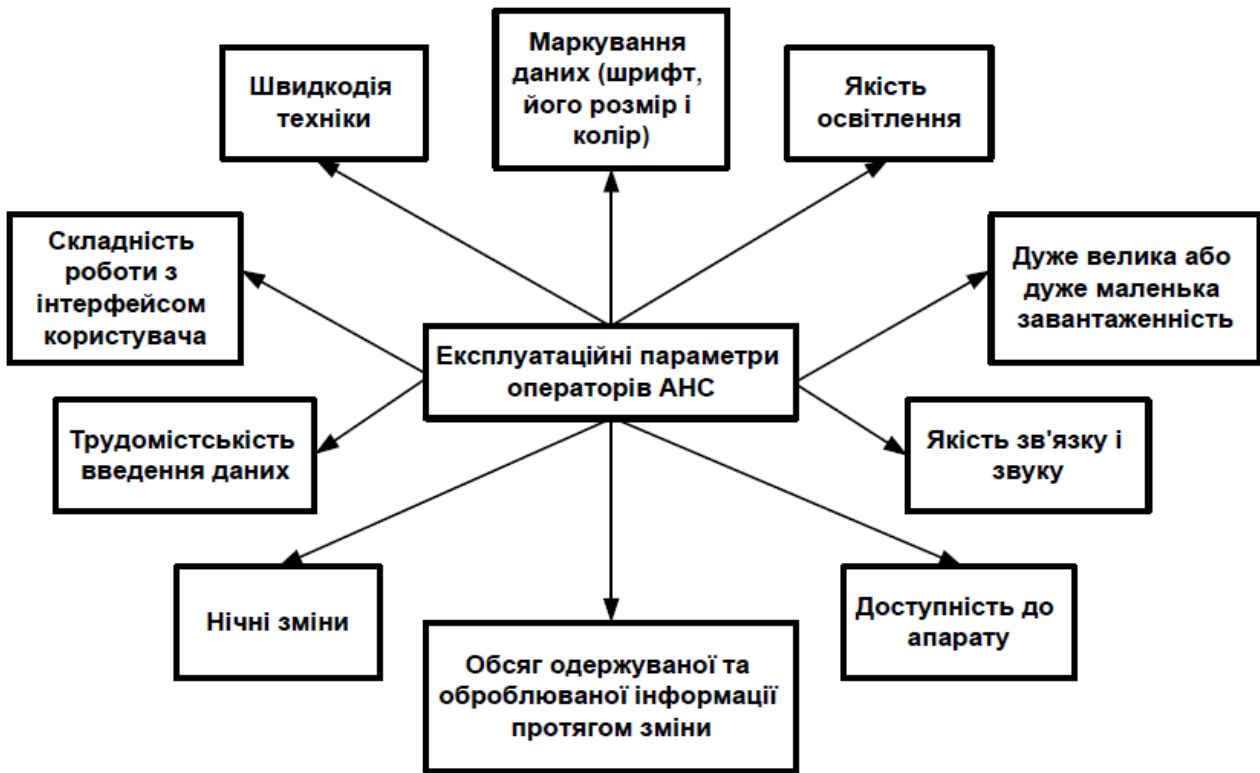 Маркування
даних (шрифт,
його розмір і
колір)
Швидкодія
техніки
Якість
освітлення
Складність
роботи з
інтерфейсом
користувача
Дуже велика або
дуже маленька
завантаженність
Експлуатаційні параметри
операторів АНС
Трудомістськість
введення даних
Якість зв'язку і
звуку
Нічні зміни
Доступність до
апарату
Обсяг одержуваної та
оброблюваної інформації
протягом зміни